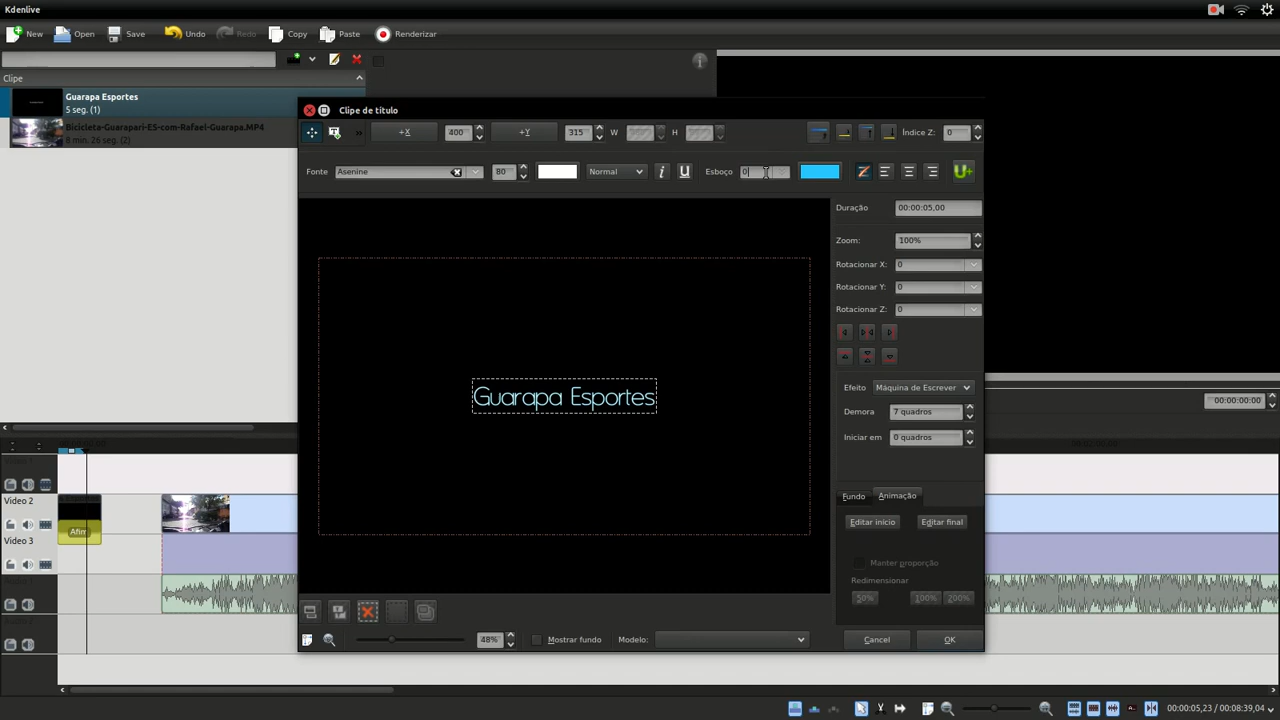 Kdenlive
New Open Save Undo Redo Copy Paste Renderizar
Clipe
Guarapa Esportes
5 seg. (1)
Bicicleta-Guarapari-ES-com-Rafael-Guarapa.MP4
8 min. 26 seg. (2)
Clipe de título
+X 400 +Y 315 W H Índice Z: 0
Fonte Asenine 80 Normal i U Esboço 0
Duração 00:00:05,00
Zoom: 100%
Rotacionar X: 0
Rotacionar Y: 0
Rotacionar Z: 0
Guarapa Esportes
Efeito Máquina de Escrever
Demora 7 quadros
Iniciar em 0 quadros
Fundo Animação
Editar início Editar final
Manter proporção
Redimensionar
50% 100% 200%
48% Mostrar fundo Modelo: Cancel OK
00:00:00:00
Video 2
Afin
Video 3
00:00:05,23 / 00:08:39,04